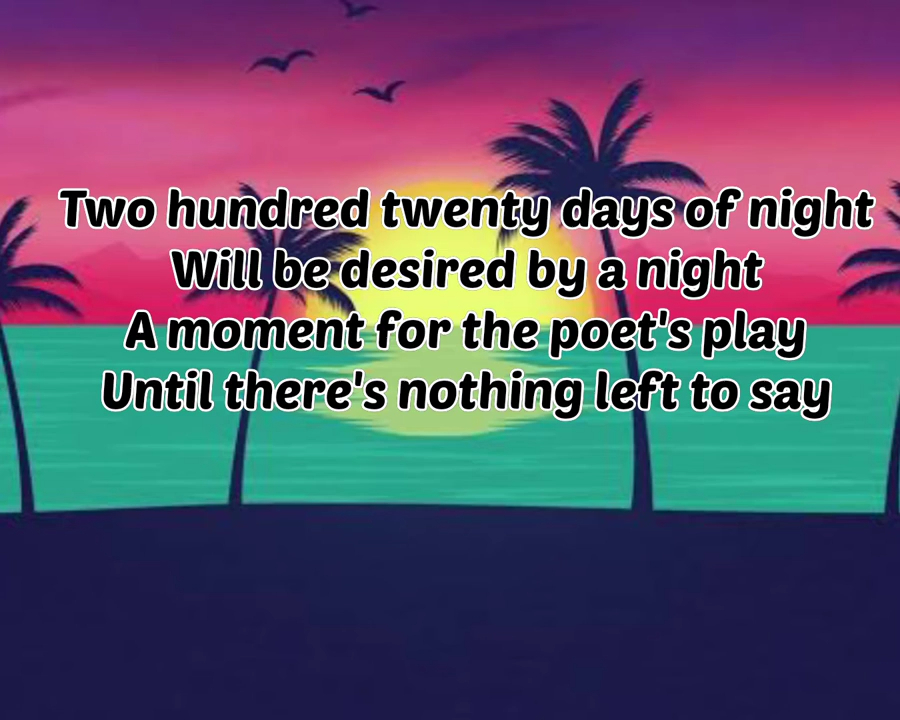 Two hundred twenty days of night
Will be desired by a night
A moment for the poet's play
Until there's nothing left to say